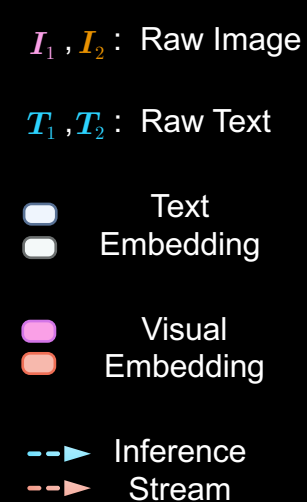 I₁ , I₂ : Raw Image
T₁ , T₂ : Raw Text
Text
Embedding
Visual
Embedding
Inference
Stream